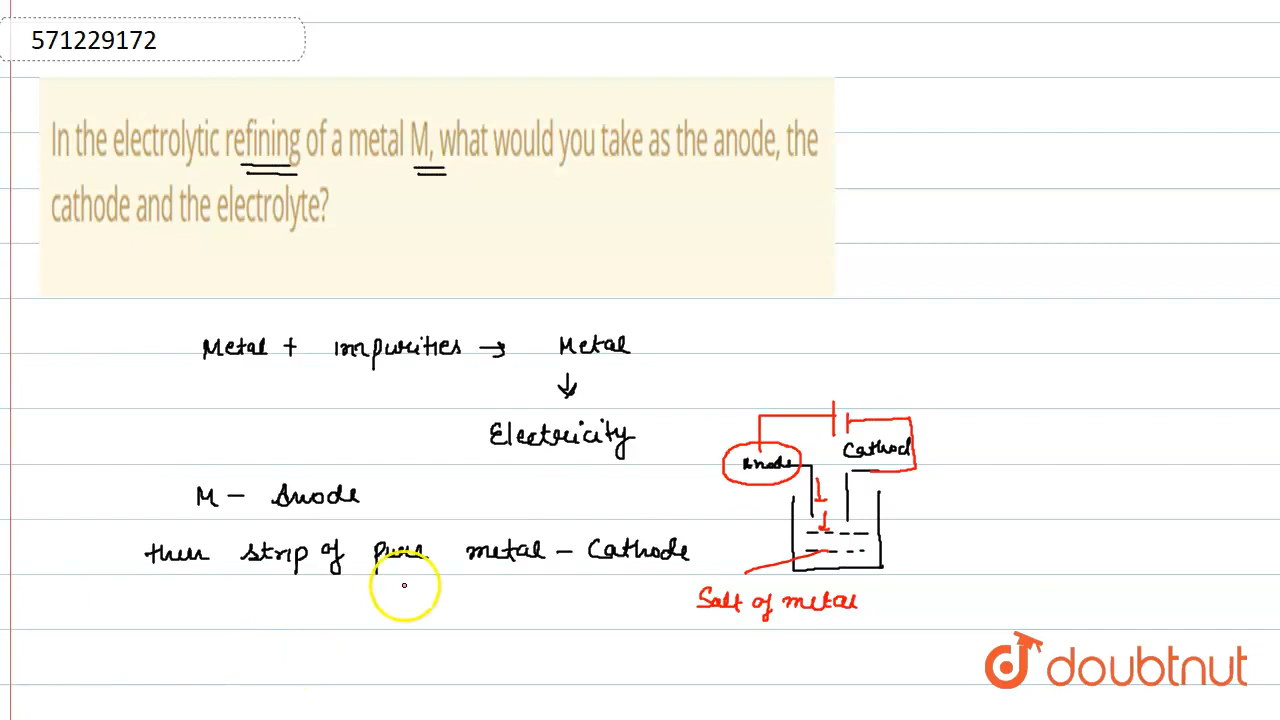 571229172
In the electrolytic refining of a metal M, what would you take as the anode, the
cathode and the electrolyte?
Metal + impurities → Metal
↓
Electricity
Anode
Cathod
M - Anode
then strip of pure metal - Cathode
Salt of metal
doubtnut